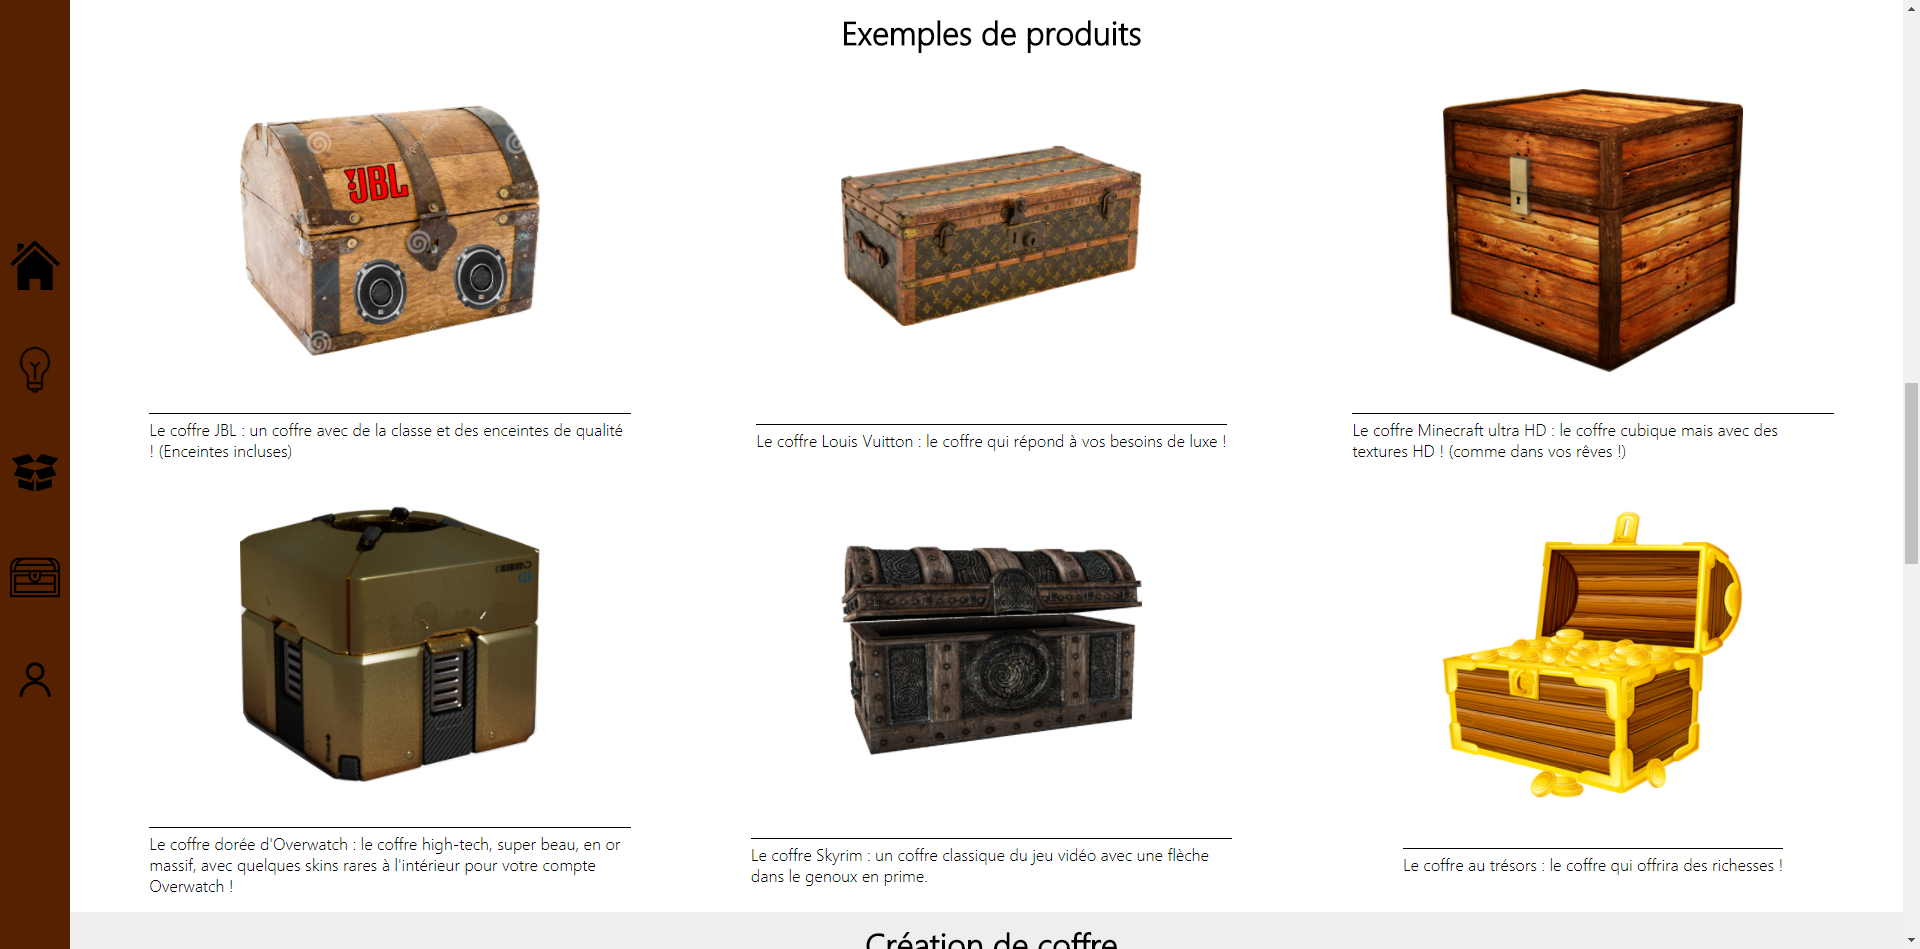 Exemples de produits
JBL
Le coffre JBL : un coffre avec de la classe et des enceintes de qualité
! (Enceintes incluses)
Le coffre Louis Vuitton : le coffre qui répond à vos besoins de luxe !
Le coffre Minecraft ultra HD : le coffre cubique mais avec des
textures HD ! (comme dans vos rêves !)
Le coffre dorée d'Overwatch : le coffre high-tech, super beau, en or
massif, avec quelques skins rares à l'intérieur pour votre compte
Overwatch !
Le coffre Skyrim : un coffre classique du jeu vidéo avec une flèche
dans le genoux en prime.
Le coffre au trésors : le coffre qui offrira des richesses !
Création de coffre